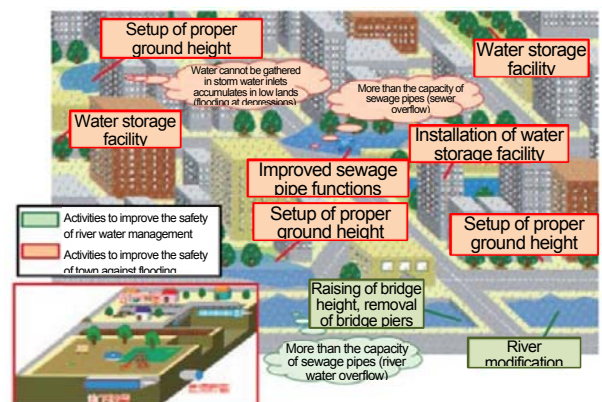 Setup of proper
ground height
Water cannot be gathered
in storm water inlets
accumulates in low lands
(flooding at depressions)
More than the capacity
of sewage pipes (sewer
overflow)
Water storage
facility
Water storage
facility
Installation of water
storage facility
Improved sewage
pipe functions
Setup of proper
ground height
Setup of proper
ground height
Activities to improve the safety
of river water management
Activities to improve the safety
of town against flooding
Raising of bridge
height, removal
of bridge piers
River
modification
More than the capacity
of sewage pipes (river
water overflow)